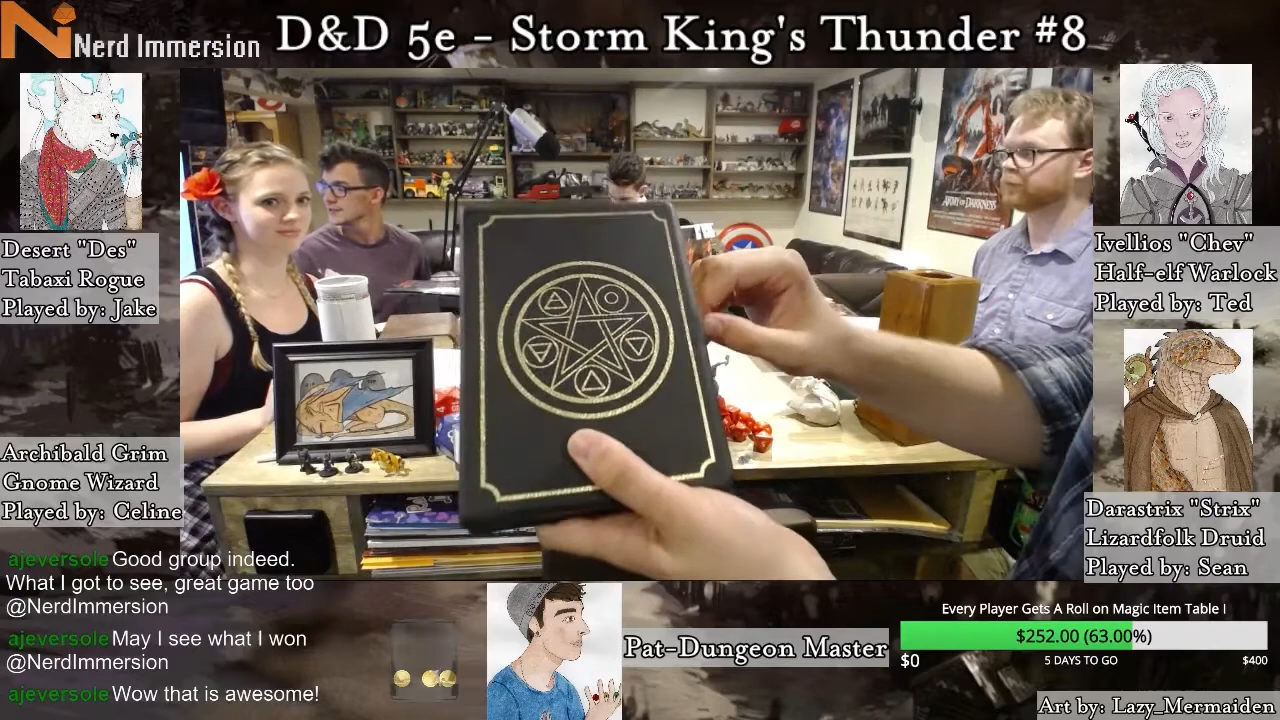 Nerd Immersion
D&D 5e - Storm King's Thunder #8
Desert "Des"
Tabaxi Rogue
Played by: Jake
Ivellios "Chev"
Half-elf Warlock
Played by: Ted
ARMY OF DARKNESS
Archibald Grim
Gnome Wizard
Played by: Celine
Darastrix "Strix"
Lizardfolk Druid
Played by: Sean
ajeversole Good group indeed.
What I got to see, great game too
@NerdImmersion
ajeversole May I see what I won
@NerdImmersion
ajeversole Wow that is awesome!
Pat-Dungeon Master
Every Player Gets A Roll on Magic Item Table !
$252.00 (63.00%)
$0
5 DAYS TO GO
$400
Art by: Lazy_Mermaiden